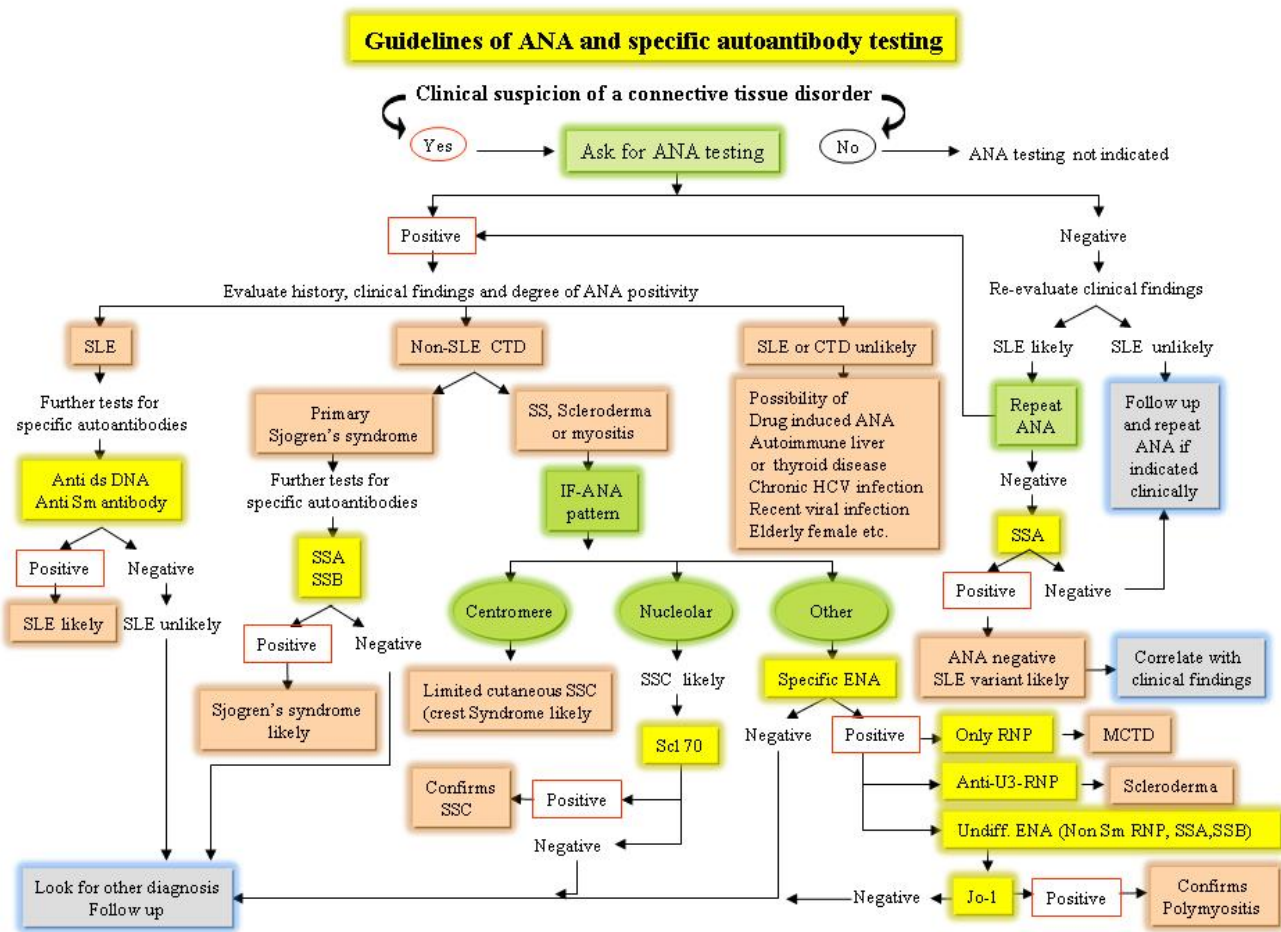 Guidelines of ANA and specific autoantibody testing
Clinical suspicion of a connective tissue disorder
Yes
Ask for ANA testing
No
ANA testing not indicated
Positive
Negative
Evaluate history, clinical findings and degree of ANA positivity
Re-evaluate clinical findings
SLE
Non-SLE CTD
SLE or CTD unlikely
SLE likely
SLE unlikely
Further tests for
specific autoantibodies
Anti ds DNA
Anti Sm antibody
Positive
Negative
SLE likely
SLE unlikely
Primary
Sjogren's syndrome
Further tests for
specific autoantibodies
SSA
SSB
Positive
Negative
Sjogren's syndrome
likely
SS, Scleroderma
or myositis
IF-ANA
pattern
Centromere
Nucleolar
Other
Limited cutaneous SSC
(crest Syndrome likely
SSC likely
Scl 70
Confirms
SSC
Positive
Negative
Specific ENA
Negative
Positive
Only RNP
MCTD
Anti-U3-RNP
Scleroderma
Undiff. ENA (Non Sm RNP, SSA,SSB)
Negative
Jo-1
Positive
Confirms
Polymyositis
Possibility of
Drug induced ANA
Autoimmune liver
or thyroid disease
Chronic HCV infection
Recent viral infection
Elderly female etc.
Repeat
ANA
Negative
SSA
Positive
Negative
ANA negative
SLE variant likely
Correlate with
clinical findings
Follow up
and repeat
ANA if
indicated
clinically
Look for other diagnosis
Follow up